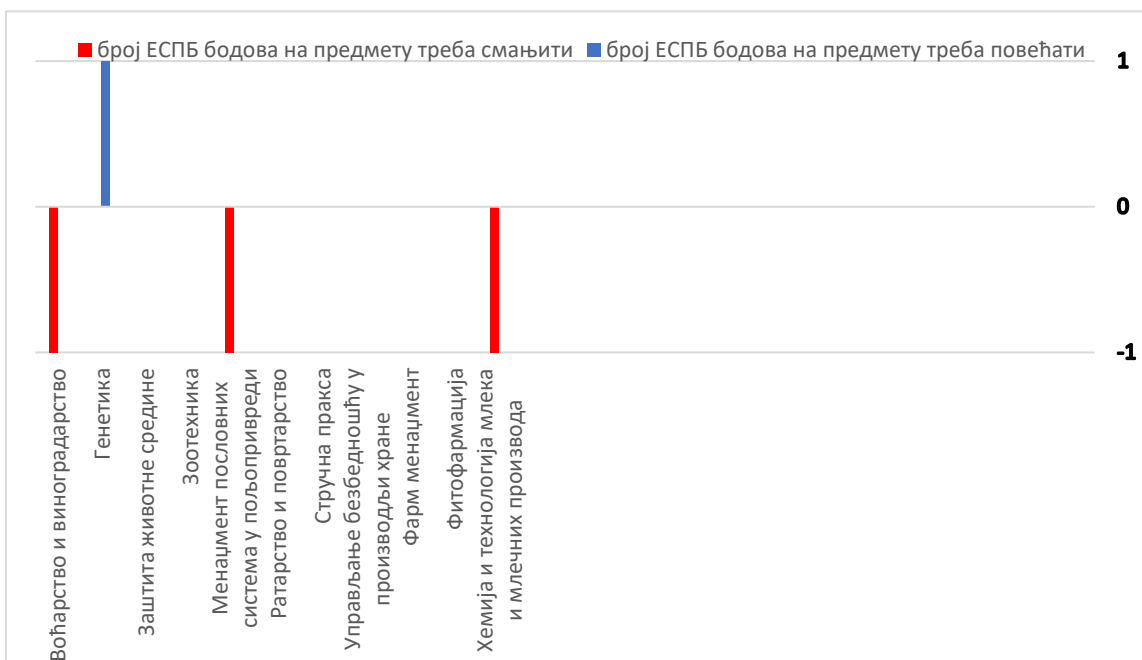 број ЕСПБ бодова на предмету треба смањити
број ЕСПБ бодова на предмету треба повећати
1
0
-1
Воћарство и виноградарство
Генетика
Заштита животне средине
Зоотехника
Менаџмент пословних
система у пољопривреди
Ратарство и повртарство
Стручна пракса
Управљање безбедношћу у
производљи хране
Фарм менаџмент
Фитофармација
Хемија и технологија млека
и млечних производа